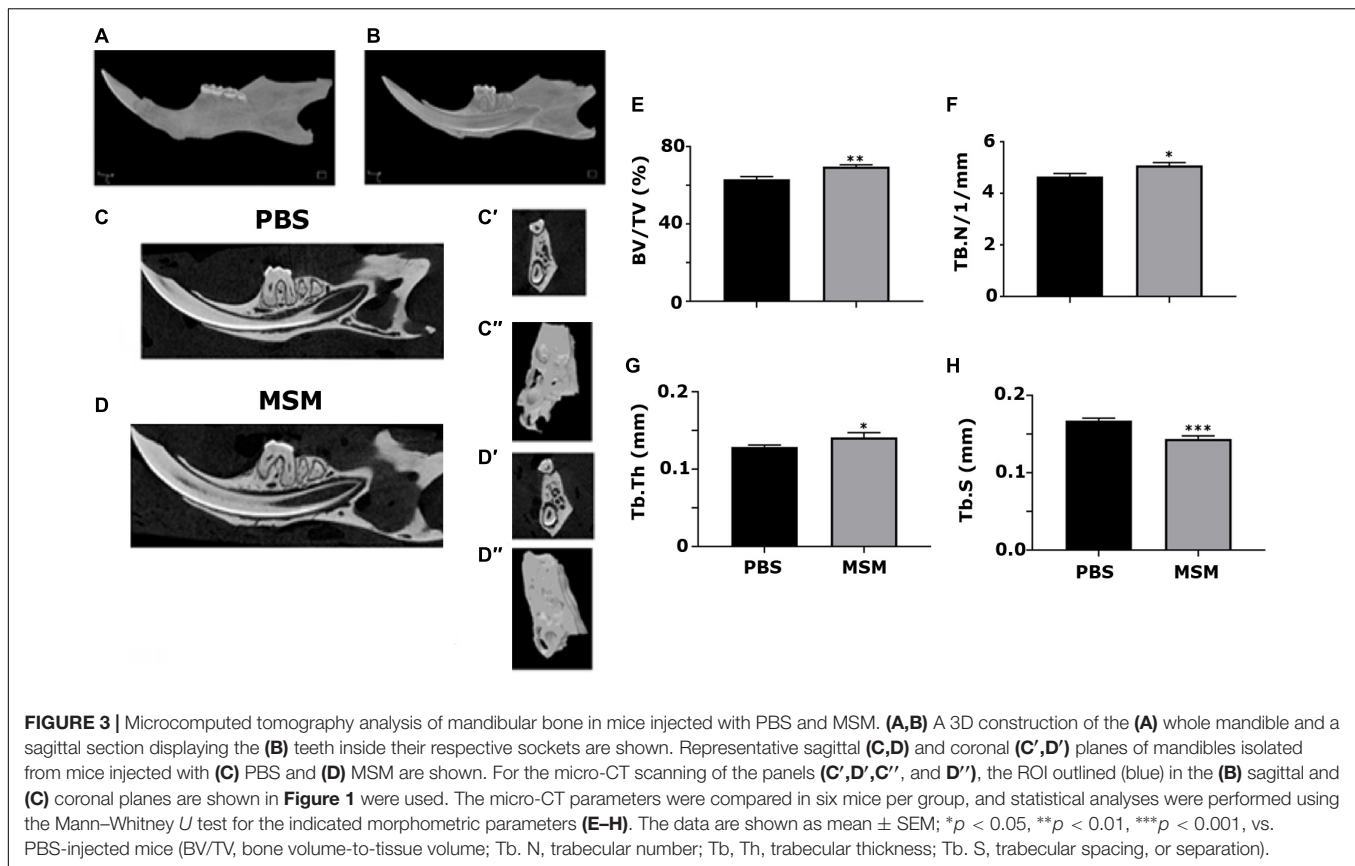 A
B
C
PBS
C′
C′′
D
MSM
D′
D′′
E
BV/TV (%)
80
40
0
**
F
TB.N/1/mm
6
4
2
0
*
G
Tb.Th (mm)
0.2
0.1
0
*
PBS
MSM
H
Tb.S (mm)
0.2
0.1
0.0
***
PBS
MSM
FIGURE 3 | Microcomputed tomography analysis of mandibular bone in mice injected with PBS and MSM. (A,B) A 3D construction of the (A) whole mandible and a
sagittal section displaying the (B) teeth inside their respective sockets are shown. Representative sagittal (C,D) and coronal (C′,D′) planes of mandibles isolated
from mice injected with (C) PBS and (D) MSM are shown. For the micro-CT scanning of the panels (C′,D′,C′′, and D′′), the ROI outlined (blue) in the (B) sagittal and
(C) coronal planes are shown in Figure 1 were used. The micro-CT parameters were compared in six mice per group, and statistical analyses were performed using
the Mann–Whitney U test for the indicated morphometric parameters (E–H). The data are shown as mean ± SEM; *p < 0.05, **p < 0.01, ***p < 0.001, vs.
PBS-injected mice (BV/TV, bone volume-to-tissue volume; Tb. N, trabecular number; Tb, Th, trabecular thickness; Tb. S, trabecular spacing, or separation).